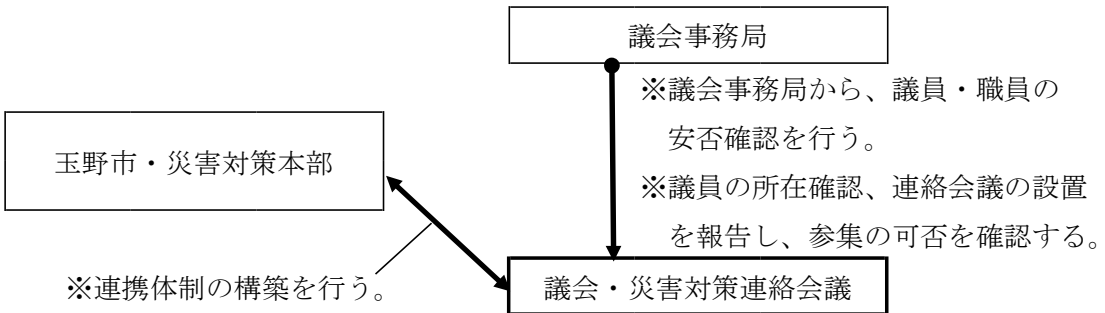 議会事務局
※議会事務局から、議員・職員の
安否確認を行う。
※議員の所在確認、連絡会議の設置
を報告し、参集の可否を確認する。
玉野市・災害対策本部
※連携体制の構築を行う。
議会・災害対策連絡会議